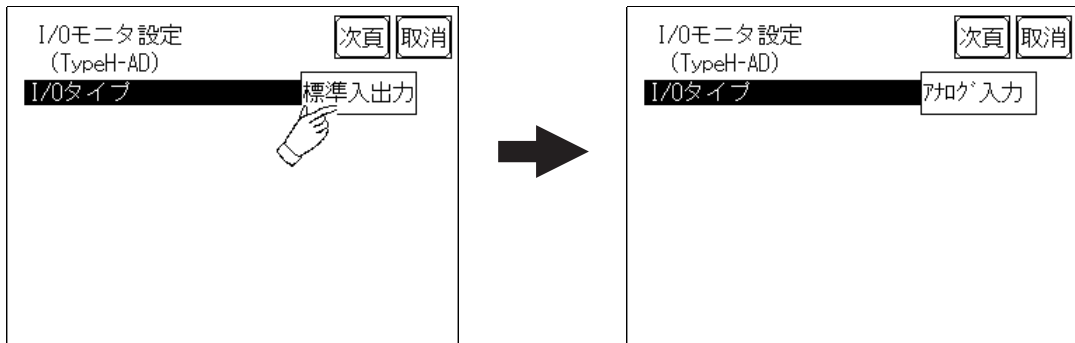 I/Oモニタ設定 次頁 取消
(TypeH-AD)
I/Oタイプ 標準入出力
I/Oモニタ設定 次頁 取消
(TypeH-AD)
I/Oタイプ ｱﾅﾛｸﾞ入力